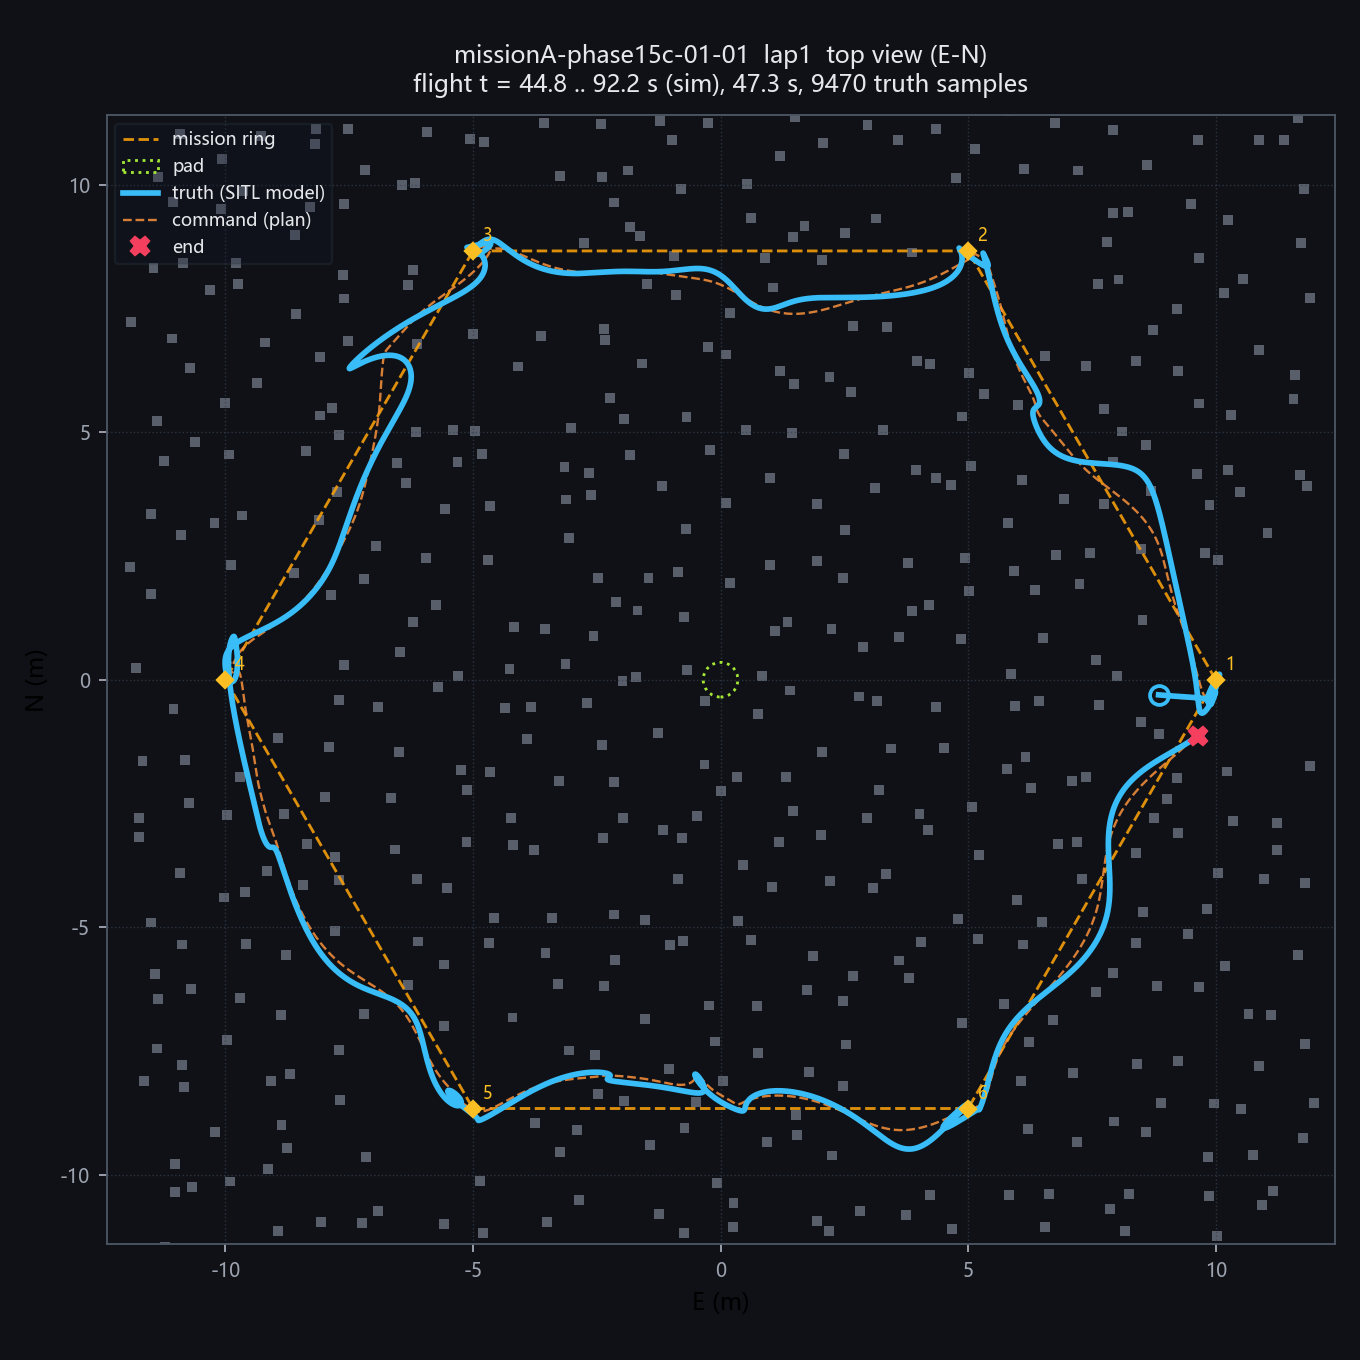 missionA-phase15c-01-01  lap1  top view (E-N)
flight t = 44.8 .. 92.2 s (sim), 47.3 s, 9470 truth samples
mission ring
pad
truth (SITL model)
command (plan)
end
3
2
4
1
5
6
10
5
0
-5
-10
N (m)
-10
-5
0
5
10
E (m)